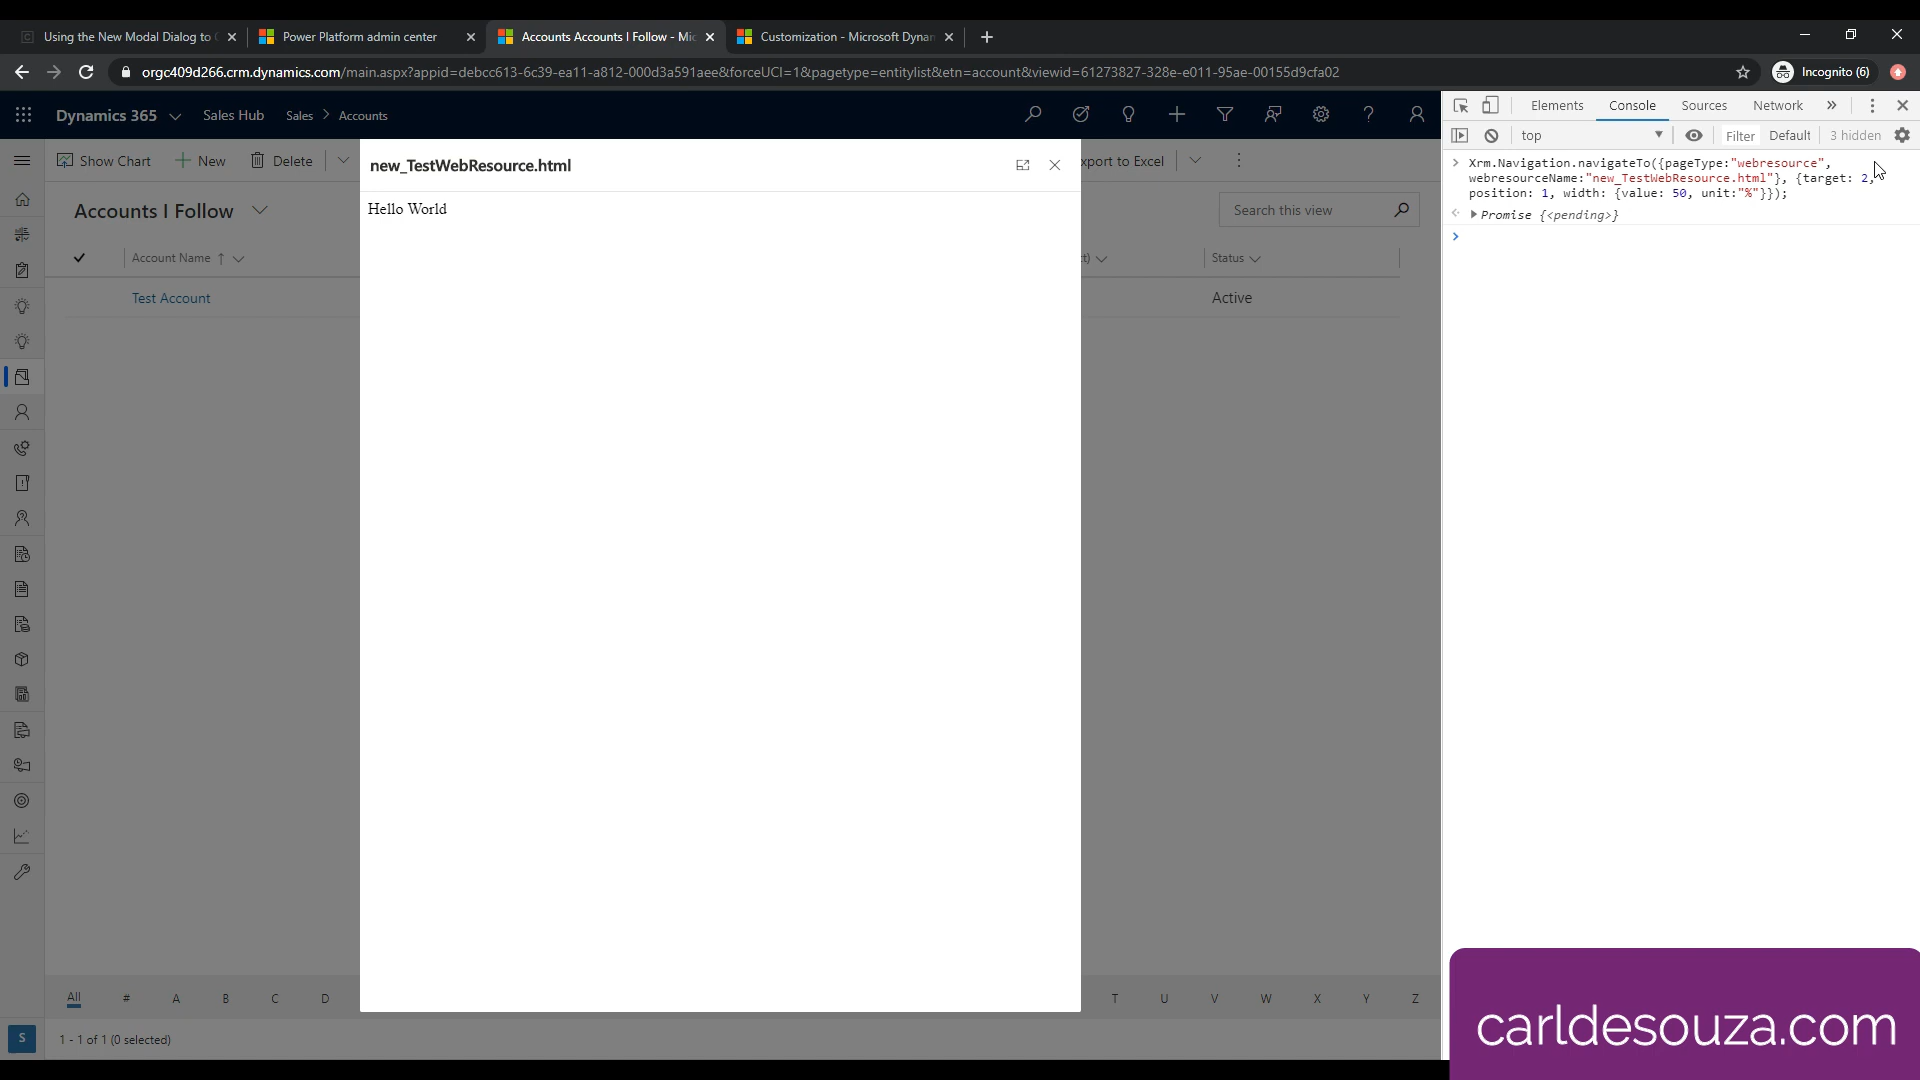 Using the New Modal Dialog to
Power Platform admin center
Accounts Accounts I Follow - Mic
Customization - Microsoft Dynan
orgc409d266.crm.dynamics.com/main.aspx?appid=debcc613-6c39-ea11-a812-000d3a591aee&forceUCI=1&pagetype=entitylist&etn=account&viewid=61273827-328e-e011-95ae-00155d9cfa02
Incognito (6)
Dynamics 365
Sales Hub
Sales > Accounts
Show Chart
New
Delete
xport to Excel
Accounts I Follow
Search this view
Account Name ↑
t)
Status
Test Account
Active
new_TestWebResource.html
Hello World
All # A B C D T U V W X Y Z
S
1 - 1 of 1 (0 selected)
Elements Console Sources Network »
top
Filter
Default
3 hidden
> Xrm.Navigation.navigateTo({pageType:"webresource",
webresourceName:"new_TestWebResource.html"}, {target: 2,
position: 1, width: {value: 50, unit:"%"}});
Promise {<pending>}
>
carldesouza.com